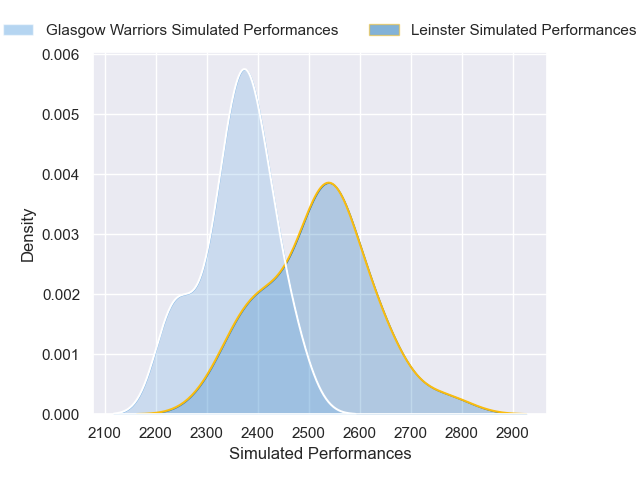 Glasgow Warriors Simulated Performances Leinster Simulated Performances
0.006
0.005
0.004
0.003
0.002
0.001
0.000
Density
2100 2200 2300 2400 2500 2600 2700 2800 2900
Simulated Performances